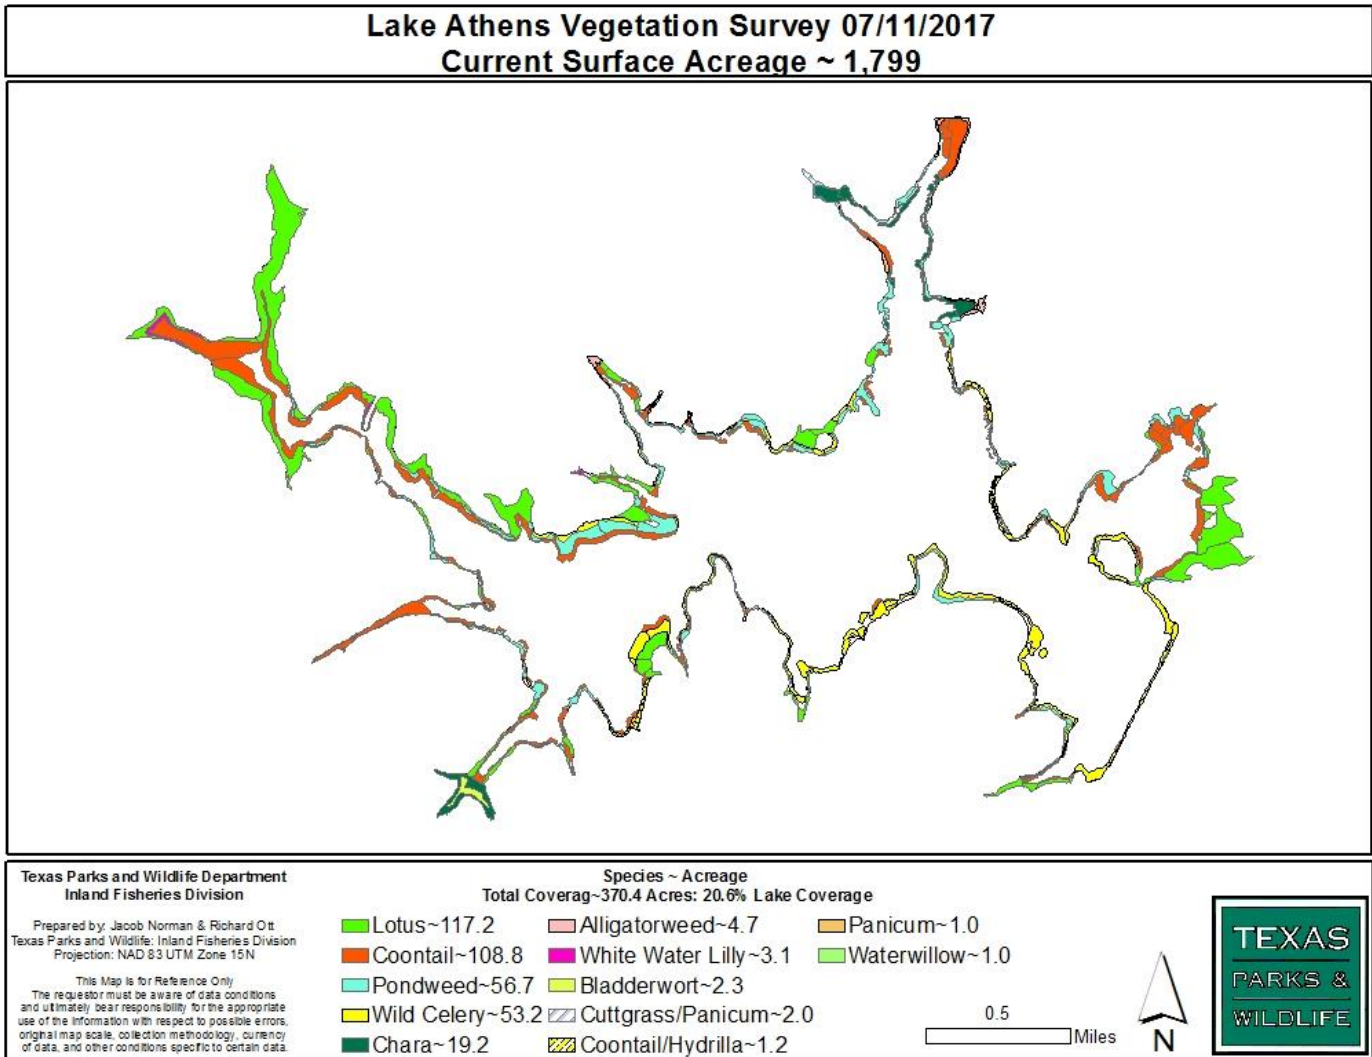 Lake Athens Vegetation Survey 07/11/2017
Current Surface Acreage ~ 1,799
Texas Parks and Wildlife Department
Inland Fisheries Division
Prepared by: Jacob Norman & Richard Ott
Texas Parks and Wildlife: Inland Fisheries Division
Projection: NAD 83 UTM Zone 15N
This Map is for Reference Only
The requestor must be aware of data conditions
and ultimately bear responsibility for the appropriate
use of the information with respect to possible errors,
original map scale, collection methodology, currency
of data, and other conditions specific to certain data.
Species ~ Acreage
Total Coverag~370.4 Acres: 20.6% Lake Coverage
Lotus~117.2
Coontail~108.8
Pondweed~56.7
Wild Celery~53.2
Chara~19.2
Alligatorweed~4.7
White Water Lilly~3.1
Bladderwort~2.3
Cuttgrass/Panicum~2.0
Coontail/Hydrilla~1.2
Panicum~1.0
Waterwillow~1.0
0.5
Miles
N
TEXAS
PARKS &
WILDLIFE